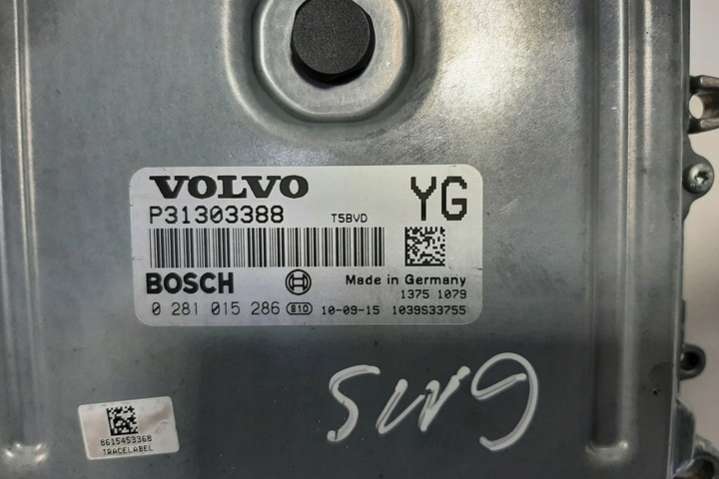 VOLVO
YG
P31303388 T5BVD
BOSCH Made in Germany
1375 1079
0 281 015 286 B10 10-09-15 1039S33755
8615453368
TRACELABEL